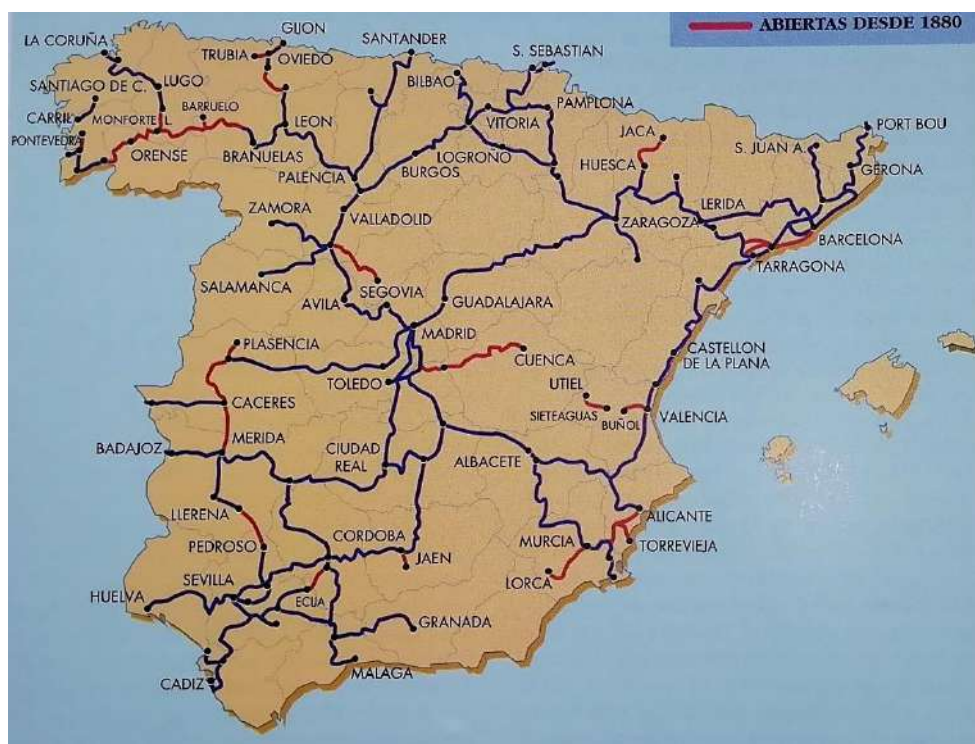 ABIERTAS DESDE 1880
GIJON
LA CORUÑA
TRUBIA
OVIEDO
SANTANDER
S. SEBASTIAN
BILBAO
SANTIAGO DE C.
LUGO
BARRUELO
CARRIL
MONFORTE L.
LEON
VITORIA
PAMPLONA
PORT BOU
PONTEVEDRA
ORENSE
BRAÑUELAS
LOGROÑO
JACA
S. JUAN A.
BURGOS
HUESCA
GERONA
PALENCIA
ZAMORA
LERIDA
VALLADOLID
ZARAGOZA
BARCELONA
TARRAGONA
SALAMANCA
SEGOVIA
AVILA
GUADALAJARA
MADRID
PLASENCIA
CUENCA
CASTELLON
DE LA PLANA
TOLEDO
UTIEL
CACERES
SIETEAGUAS
BUÑOL
VALENCIA
MERIDA
BADAJOZ
CIUDAD
REAL
ALBACETE
LLERENA
ALICANTE
CORDOBA
MURCIA
TORREVIEJA
PEDROSO
JAEN
SEVILLA
LORCA
HUELVA
ECIJA
GRANADA
MALAGA
CADIZ